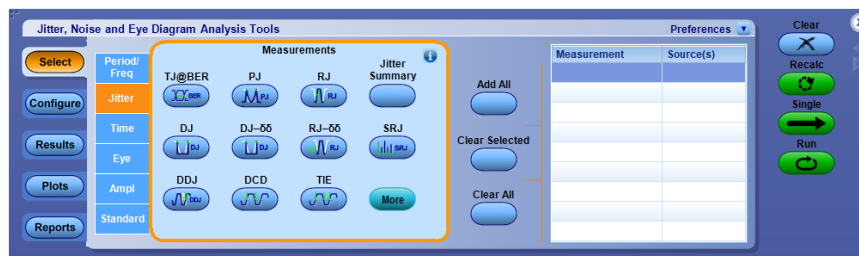 Jitter, Noise and Eye Diagram Analysis Tools
Preferences
Clear
Select
Configure
Results
Plots
Reports
Period/
Freq
Jitter
Time
Eye
Ampl
Standard
Measurements
TJ@BER
PJ
RJ
Jitter
Summary
BER
PJ
RJ
DJ
DJ–δδ
RJ–δδ
SRJ
DJ
DJ
RJ
SRJ
DDJ
DCD
TIE
DDJ
More
Add All
Clear Selected
Clear All
Measurement
Source(s)
Recalc
Single
Run